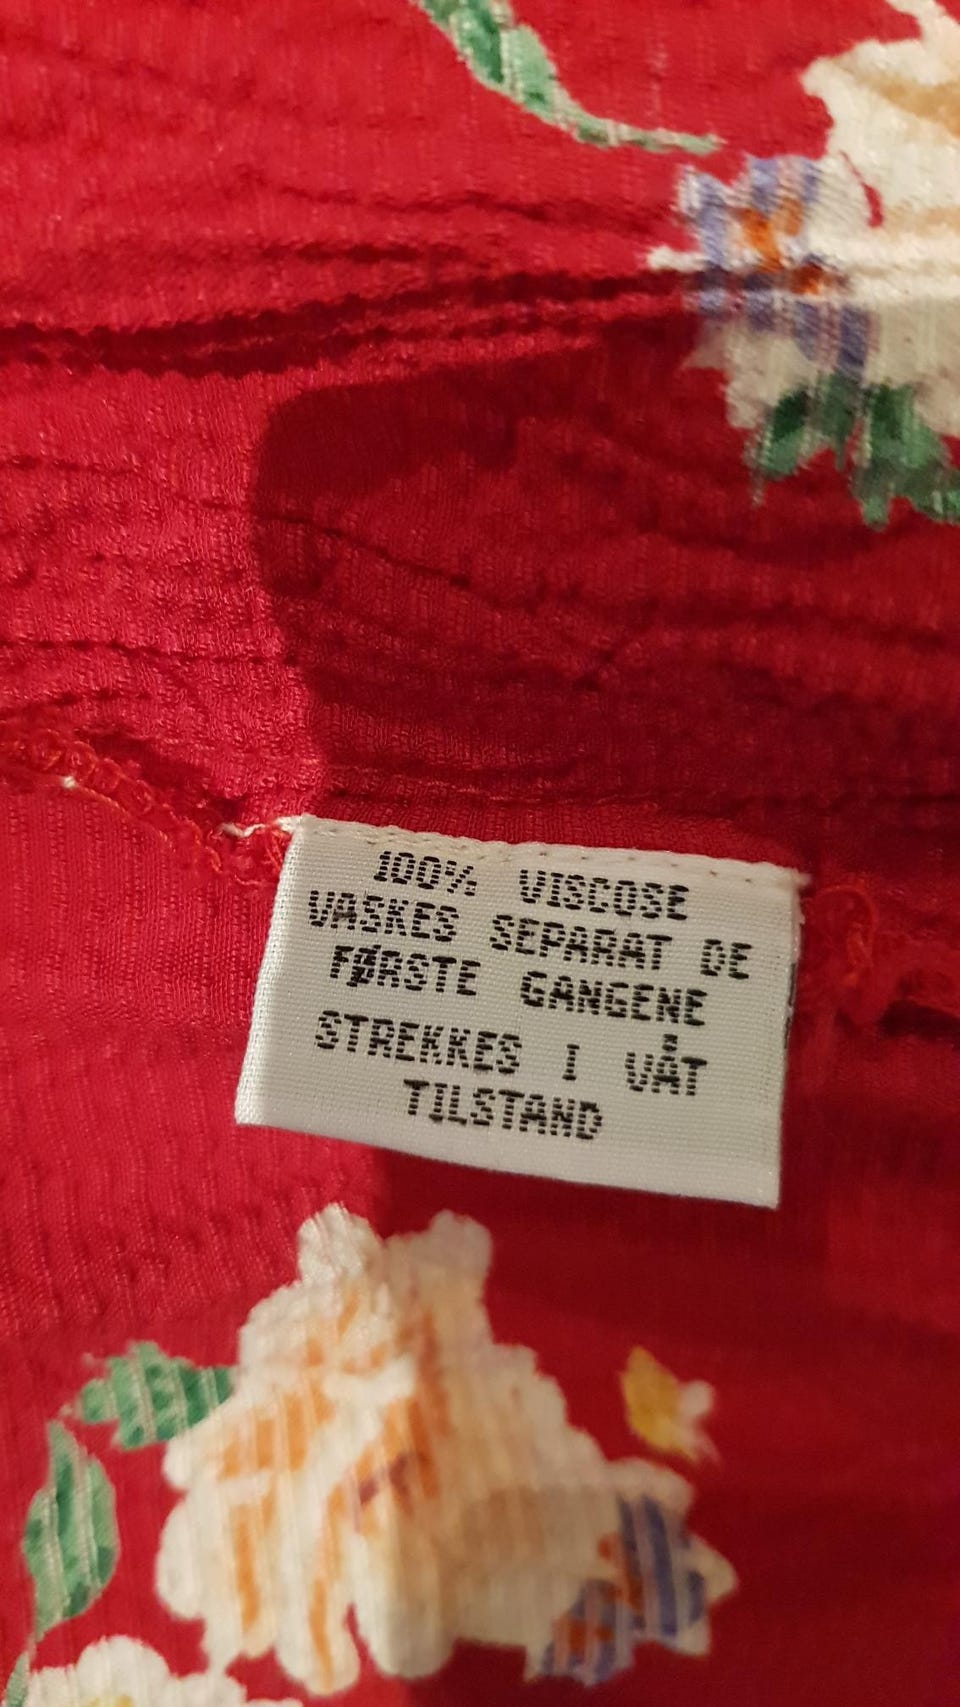 100% VISCOSE
VASKES SEPARAT DE
FØRSTE GANGENE
STREKKES I VÅT
TILSTAND